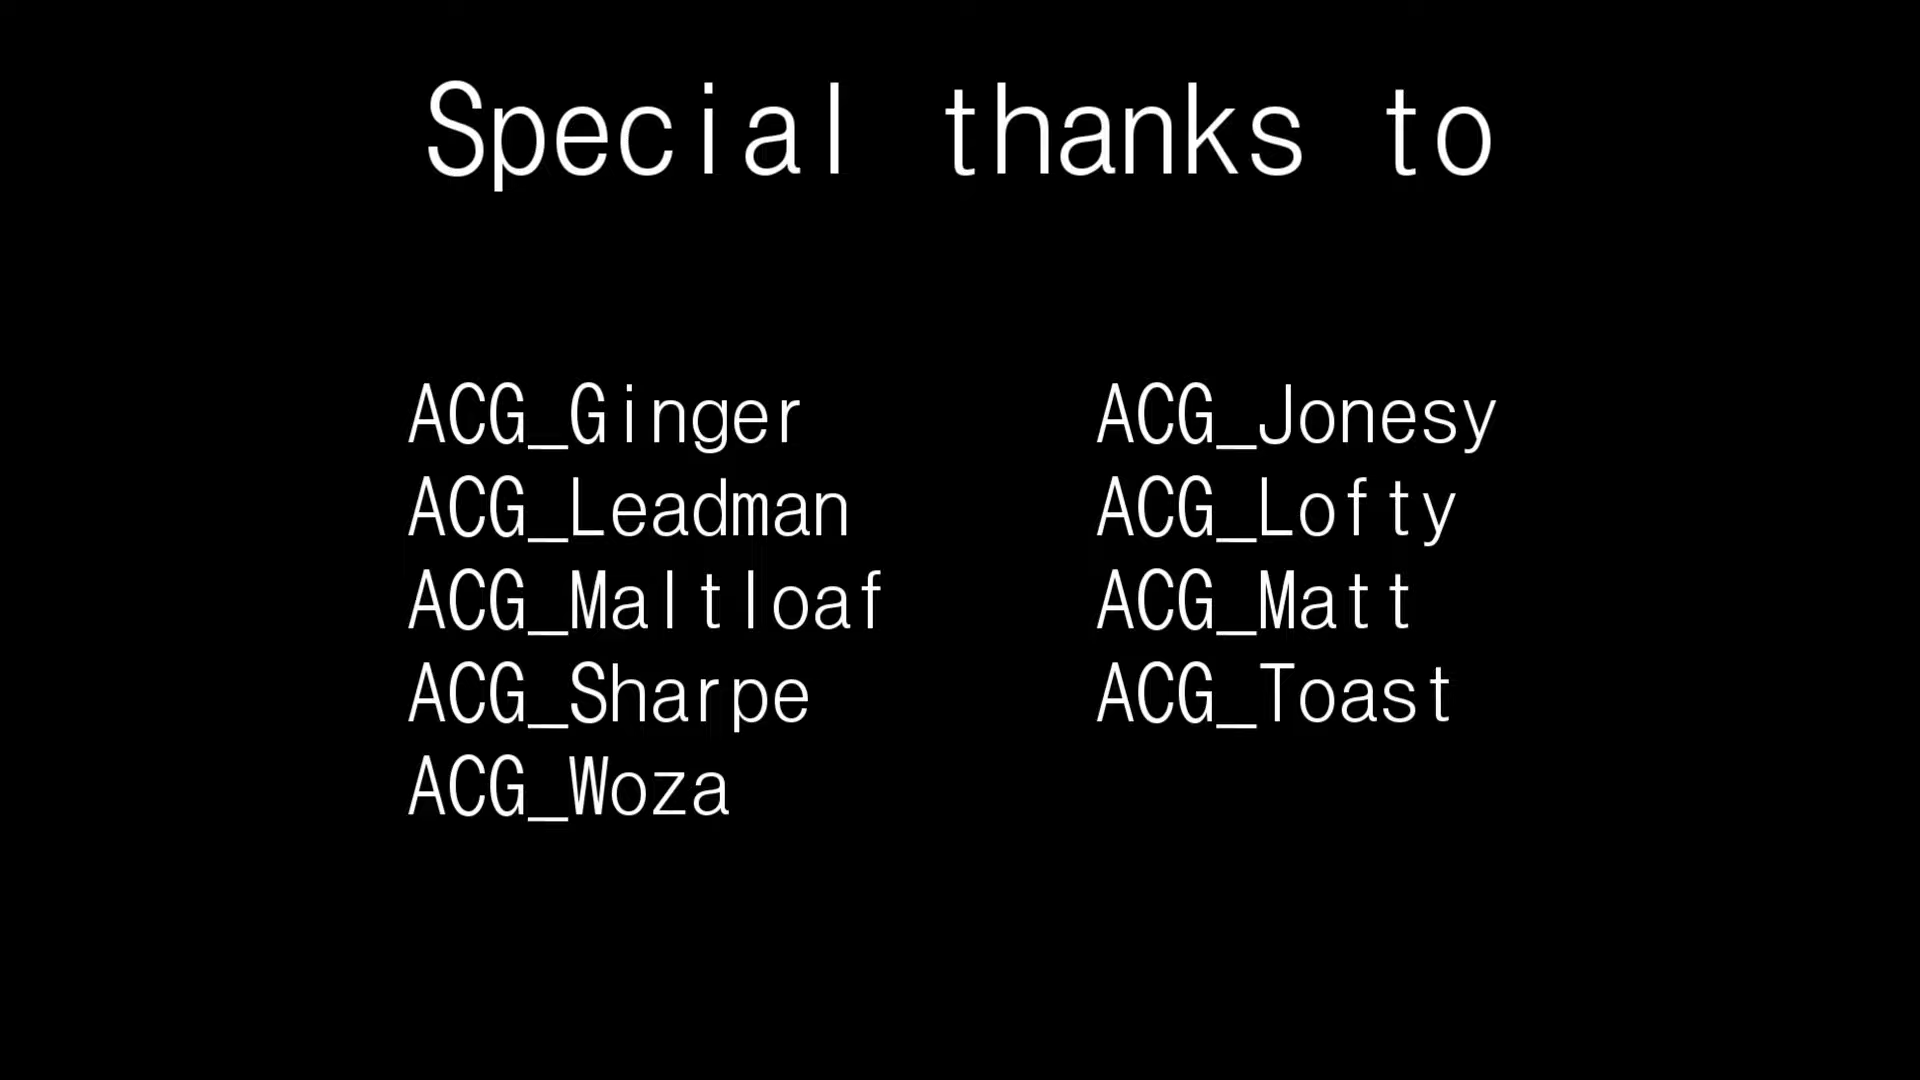 Special thanks to
ACG_Ginger ACG_Jonesy
ACG_Leadman ACG_Lofty
ACG_Maltloaf ACG_Matt
ACG_Sharpe ACG_Toast
ACG_Woza